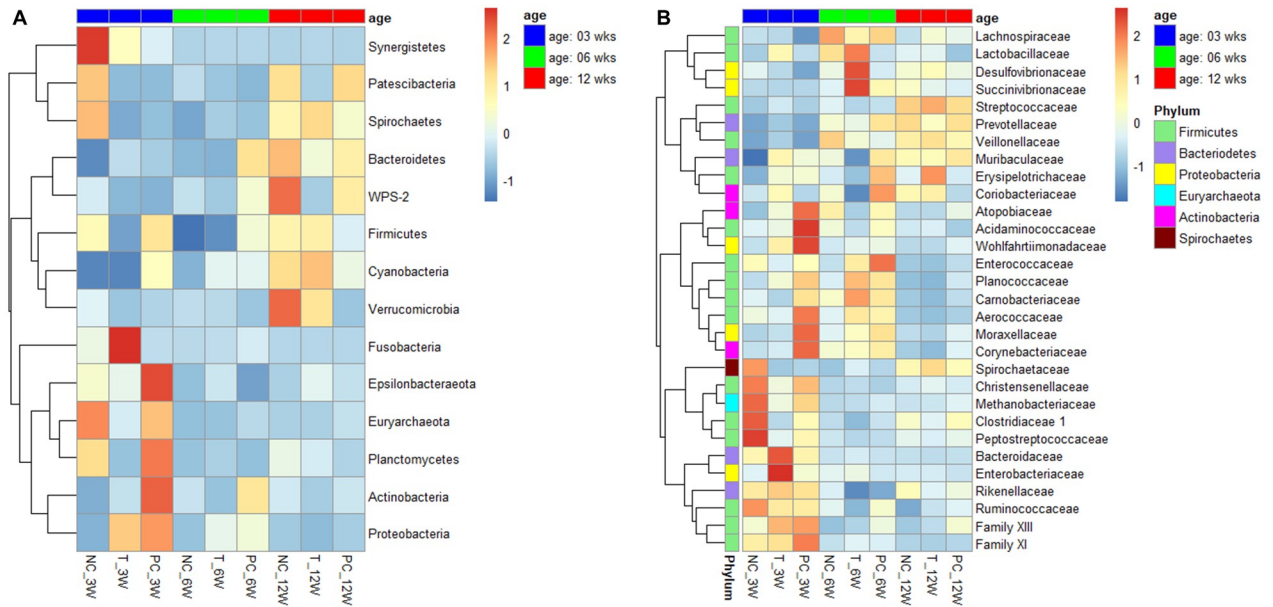 A
age
Synergistetes
Patescibacteria
Spirochaetes
Bacteroidetes
WPS-2
Firmicutes
Cyanobacteria
Verrucomicrobia
Fusobacteria
Epsilonbacteraeota
Euryarchaeota
Planctomycetes
Actinobacteria
Proteobacteria
NC_3W
T_3W
PC_3W
NC_6W
T_6W
PC_6W
NC_12W
T_12W
PC_12W
2
1
0
-1
age
age: 03 wks
age: 06 wks
age: 12 wks
B
age
Lachnospiraceae
Lactobacillaceae
Desulfovibrionaceae
Succinivibrionaceae
Streptococcaceae
Prevotellaceae
Veillonellaceae
Muribaculaceae
Erysipelotrichaceae
Coriobacteriaceae
Atopobiaceae
Acidaminococcaceae
Wohlfahrtiimonadaceae
Enterococcaceae
Planococcaceae
Carnobacteriaceae
Aerococcaceae
Moraxellaceae
Corynebacteriaceae
Spirochaetaceae
Christensenellaceae
Methanobacteriaceae
Clostridiaceae 1
Peptostreptococcaceae
Bacteroidaceae
Enterobacteriaceae
Rikenellaceae
Ruminococcaceae
Family XIII
Family XI
Phylum
NC_3W
T_3W
PC_3W
NC_6W
T_6W
PC_6W
NC_12W
T_12W
PC_12W
2
1
0
-1
age
age: 03 wks
age: 06 wks
age: 12 wks
Phylum
Firmicutes
Bacteriodetes
Proteobacteria
Euryarchaeota
Actinobacteria
Spirochaetes